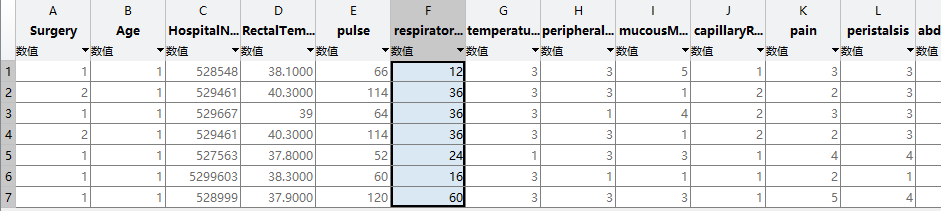 A B C D E F G H I J K L
Surgery Age HospitalN... RectalTem... pulse respirator... temperatu... peripheral... mucousM... capillaryR... pain peristalsis abd
数值 数值 数值 数值 数值 数值 数值 数值 数值 数值 数值 数值 数值
1 1 1 528548 38.1000 66 12 3 3 5 1 3 3
2 2 1 529461 40.3000 114 36 3 3 1 2 2 3
3 1 1 529667 39 64 36 3 1 4 2 3 3
4 2 1 529461 40.3000 114 36 3 3 1 2 2 3
5 1 1 527563 37.8000 52 24 1 3 3 1 4 4
6 1 1 5299603 38.3000 60 16 3 1 1 1 2 1
7 1 1 528999 37.9000 120 60 3 3 3 1 5 4